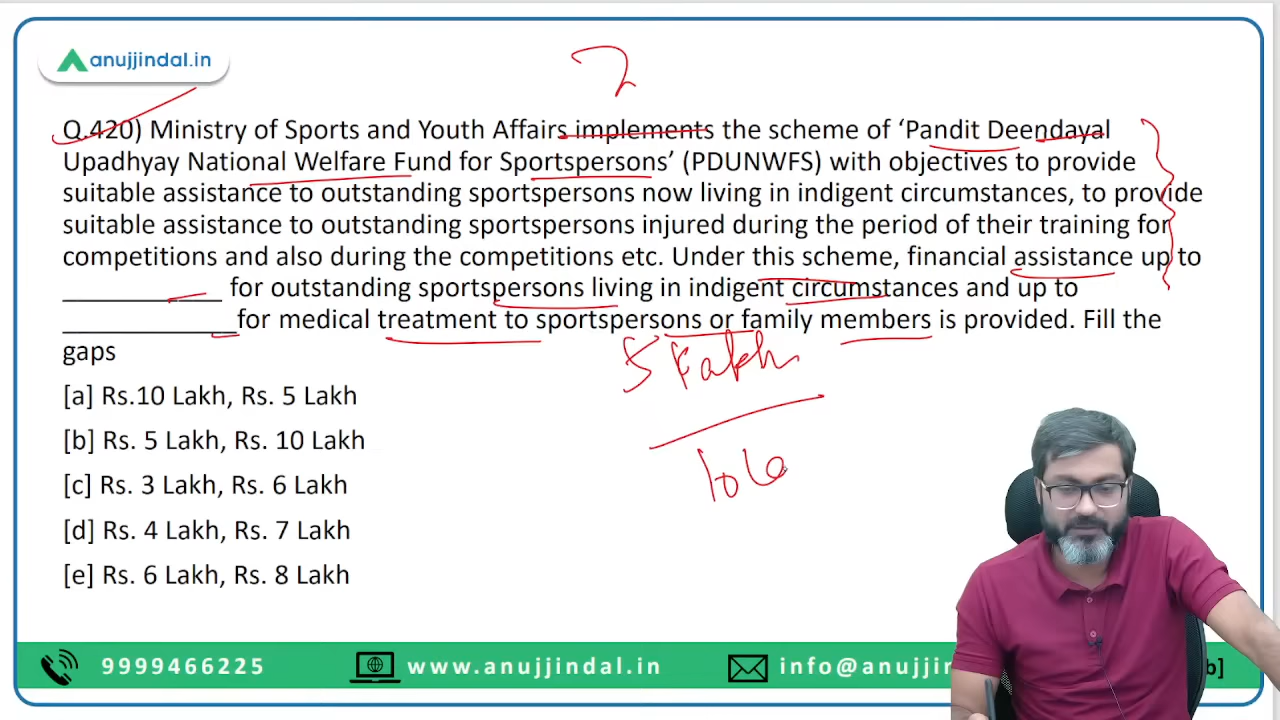 anujjindal.in
Q.420) Ministry of Sports and Youth Affairs implements the scheme of ‘Pandit Deendayal
Upadhyay National Welfare Fund for Sportspersons’ (PDUNWFS) with objectives to provide
suitable assistance to outstanding sportspersons now living in indigent circumstances, to provide
suitable assistance to outstanding sportspersons injured during the period of their training for
competitions and also during the competitions etc. Under this scheme, financial assistance up to
____________ for outstanding sportspersons living in indigent circumstances and up to
_____________for medical treatment to sportspersons or family members is provided. Fill the
gaps
5 Lakh
[a] Rs.10 Lakh, Rs. 5 Lakh
[b] Rs. 5 Lakh, Rs. 10 Lakh
10 L
[c] Rs. 3 Lakh, Rs. 6 Lakh
[d] Rs. 4 Lakh, Rs. 7 Lakh
[e] Rs. 6 Lakh, Rs. 8 Lakh
9999466225 www.anujjindal.in info@anujji b]